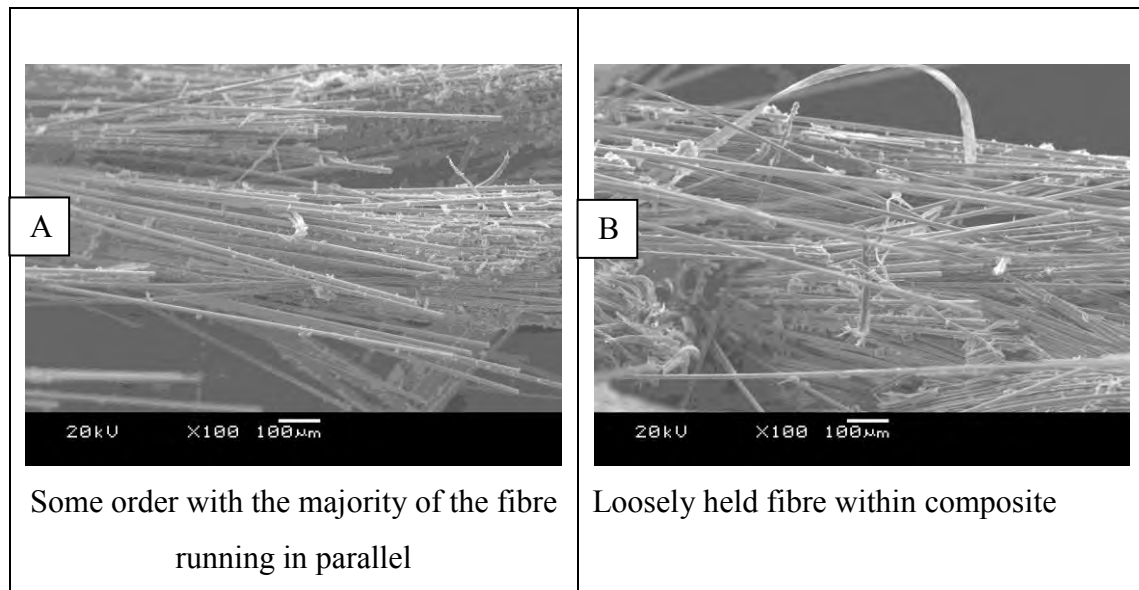 A
20kV X100 100µm
Some order with the majority of the fibre
running in parallel
B
20kV X100 100µm
Loosely held fibre within composite